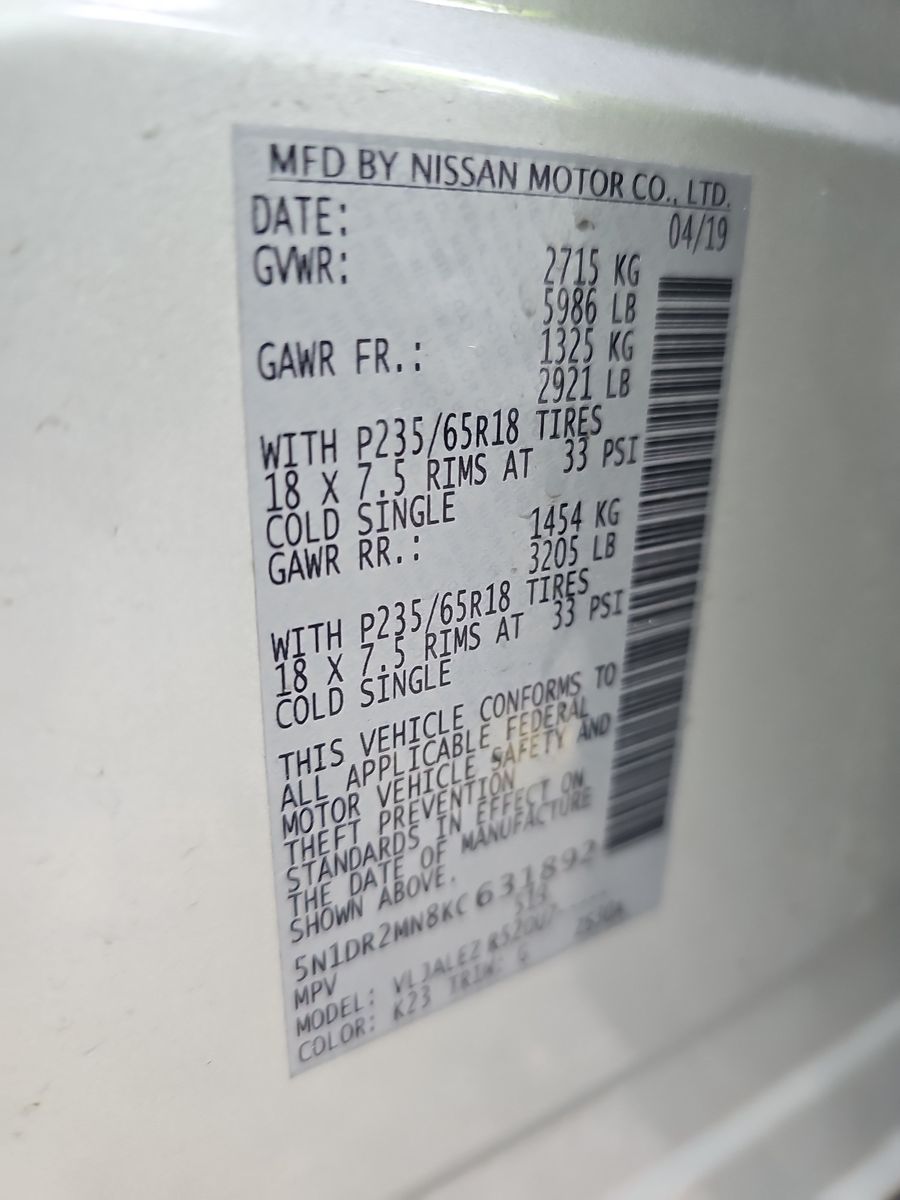 MFD BY NISSAN MOTOR CO., LTD.
DATE: 04/19
GVWR: 2715 KG
5986 LB
GAWR FR.: 1325 KG
2921 LB
WITH P235/65R18 TIRES
18 X 7.5 RIMS AT 33 PSI
COLD SINGLE
GAWR RR.: 1454 KG
3205 LB
WITH P235/65R18 TIRES
18 X 7.5 RIMS AT 33 PSI
COLD SINGLE
THIS VEHICLE CONFORMS TO
ALL APPLICABLE FEDERAL
MOTOR VEHICLE SAFETY AND
THEFT PREVENTION
STANDARDS IN EFFECT ON
THE DATE OF MANUFACTURE
SHOWN ABOVE.
5N1DR2MN8KC631892
MPV
MODEL:
COLOR: K23 TRIM: G